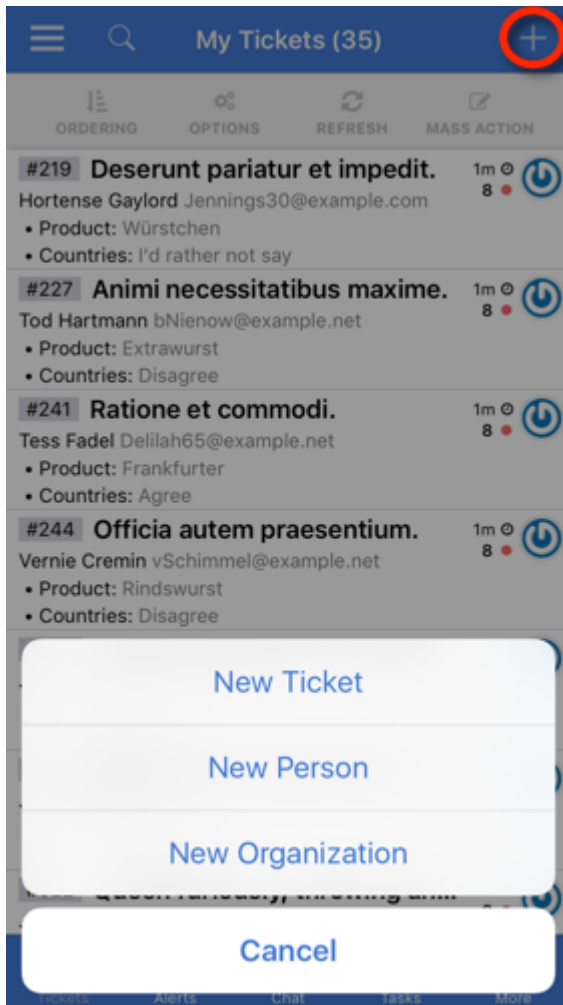 My Tickets (35)
ORDERING OPTIONS REFRESH MASS ACTION
#219 Deserunt pariatur et impedit. 1m
Hortense Gaylord Jennings30@example.com 8
• Product: Würstchen
• Countries: I'd rather not say
#227 Animi necessitatibus maxime. 1m
Tod Hartmann bNienow@example.net 8
• Product: Extrawurst
• Countries: Disagree
#241 Ratione et commodi. 1m
Tess Fadel Delilah65@example.net 8
• Product: Frankfurter
• Countries: Agree
#244 Officia autem praesentium. 1m
Vernie Cremin vSchimmel@example.net 8
• Product: Rindswurst
• Countries: Disagree
New Ticket
New Person
New Organization
Cancel
Tickets Alerts Chat Tasks More